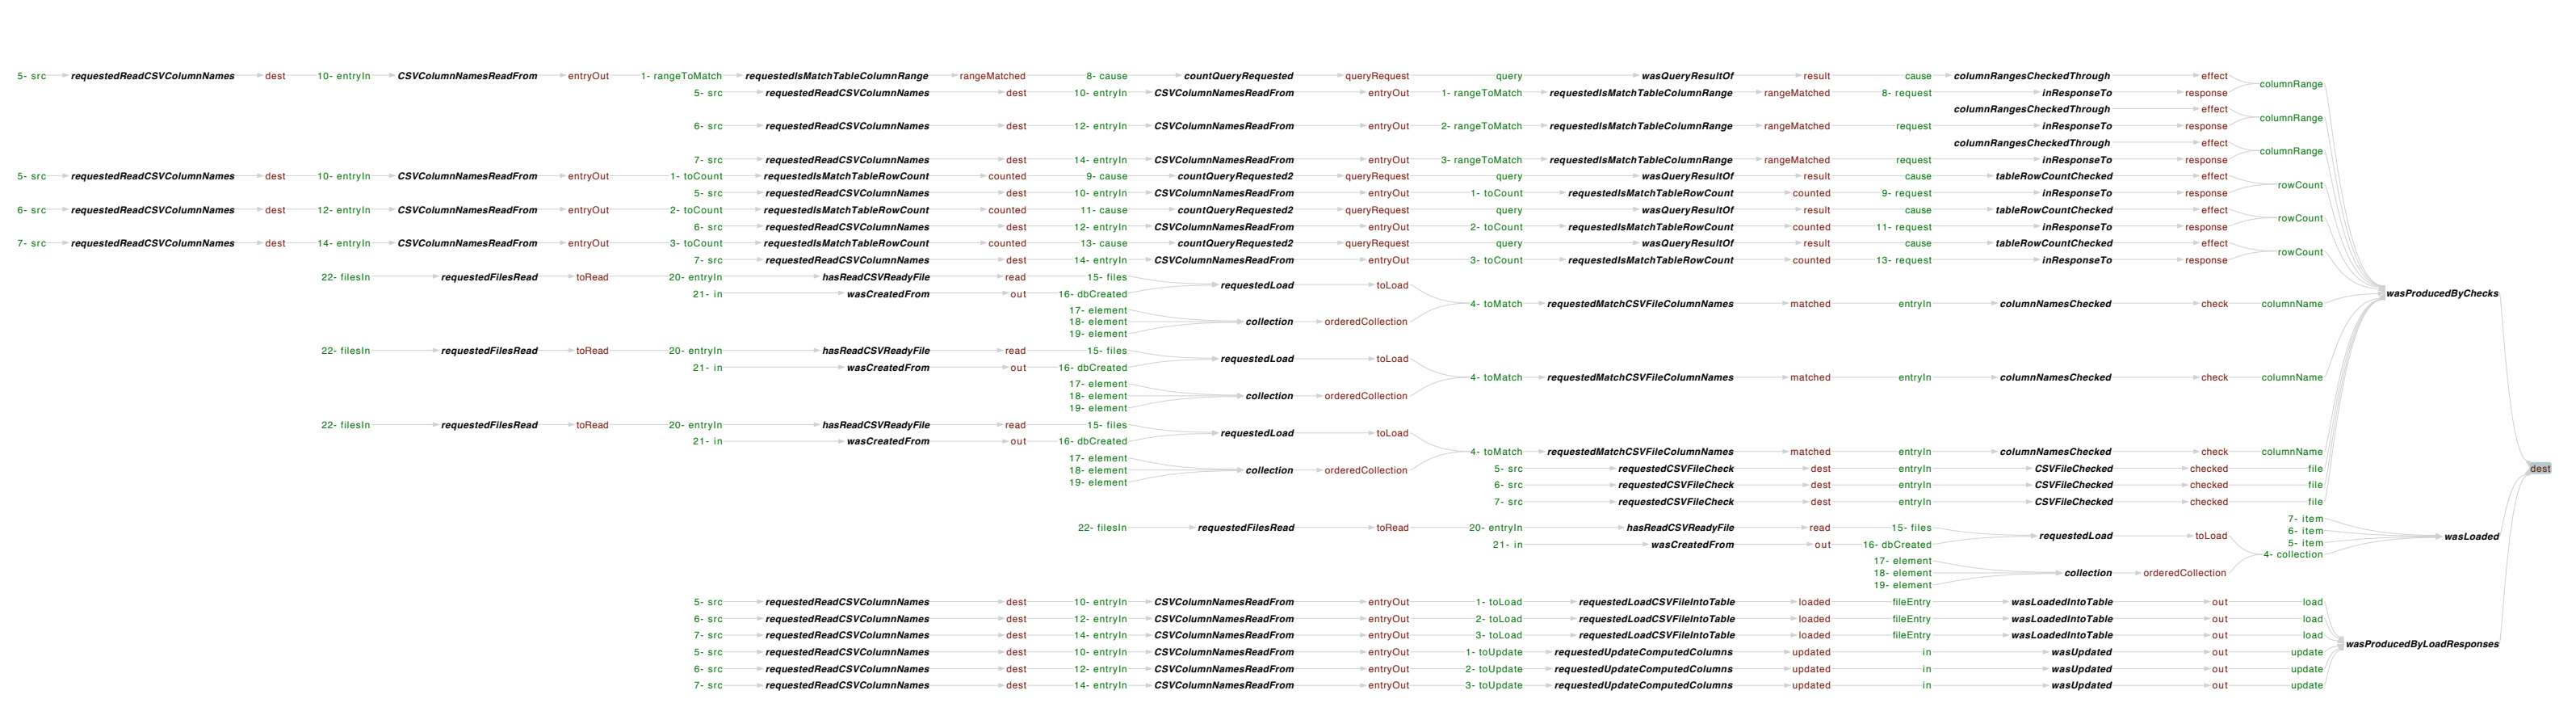 5- src requestedReadCSVColumnNames dest 10- entryIn CSVColumnNamesReadFrom entryOut 1- rangeToMatch requestedIsMatchTableColumnRange rangeMatched 8- cause countQueryRequested queryRequest query wasQueryResultOf result cause columnRangesCheckedThrough effect
columnRange
5- src requestedReadCSVColumnNames dest 10- entryIn CSVColumnNamesReadFrom entryOut 1- rangeToMatch requestedIsMatchTableColumnRange rangeMatched 8- request inResponseTo response
columnRangesCheckedThrough effect
columnRange
6- src requestedReadCSVColumnNames dest 12- entryIn CSVColumnNamesReadFrom entryOut 2- rangeToMatch requestedIsMatchTableColumnRange rangeMatched request inResponseTo response
columnRangesCheckedThrough effect
columnRange
7- src requestedReadCSVColumnNames dest 14- entryIn CSVColumnNamesReadFrom entryOut 3- rangeToMatch requestedIsMatchTableColumnRange rangeMatched request inResponseTo response
5- src requestedReadCSVColumnNames dest 10- entryIn CSVColumnNamesReadFrom entryOut 1- toCount requestedIsMatchTableRowCount counted 9- cause countQueryRequested2 queryRequest query wasQueryResultOf result cause tableRowCountChecked effect
rowCount
5- src requestedReadCSVColumnNames dest 10- entryIn CSVColumnNamesReadFrom entryOut 1- toCount requestedIsMatchTableRowCount counted 9- request inResponseTo response
6- src requestedReadCSVColumnNames dest 12- entryIn CSVColumnNamesReadFrom entryOut 2- toCount requestedIsMatchTableRowCount counted 11- cause countQueryRequested2 queryRequest query wasQueryResultOf result cause tableRowCountChecked effect
rowCount
6- src requestedReadCSVColumnNames dest 12- entryIn CSVColumnNamesReadFrom entryOut 2- toCount requestedIsMatchTableRowCount counted 11- request inResponseTo response
7- src requestedReadCSVColumnNames dest 14- entryIn CSVColumnNamesReadFrom entryOut 3- toCount requestedIsMatchTableRowCount counted 13- cause countQueryRequested2 queryRequest query wasQueryResultOf result cause tableRowCountChecked effect
rowCount
7- src requestedReadCSVColumnNames dest 14- entryIn CSVColumnNamesReadFrom entryOut 3- toCount requestedIsMatchTableRowCount counted 13- request inResponseTo response
22- filesIn requestedFilesRead toRead 20- entryIn hasReadCSVReadyFile read 15- files
requestedLoad toLoad
21- in wasCreatedFrom out 16- dbCreated
wasProducedByChecks
4- toMatch requestedMatchCSVFileColumnNames matched entryIn columnNamesChecked check columnName
17- element
18- element collection orderedCollection
19- element
22- filesIn requestedFilesRead toRead 20- entryIn hasReadCSVReadyFile read 15- files
requestedLoad toLoad
21- in wasCreatedFrom out 16- dbCreated
4- toMatch requestedMatchCSVFileColumnNames matched entryIn columnNamesChecked check columnName
17- element
18- element collection orderedCollection
19- element
22- filesIn requestedFilesRead toRead 20- entryIn hasReadCSVReadyFile read 15- files
requestedLoad toLoad
21- in wasCreatedFrom out 16- dbCreated
4- toMatch requestedMatchCSVFileColumnNames matched entryIn columnNamesChecked check columnName
17- element
18- element collection orderedCollection
19- element
5- src requestedCSVFileCheck dest entryIn CSVFileChecked checked file
dest
6- src requestedCSVFileCheck dest entryIn CSVFileChecked checked file
7- src requestedCSVFileCheck dest entryIn CSVFileChecked checked file
7- item
22- filesIn requestedFilesRead toRead 20- entryIn hasReadCSVReadyFile read 15- files
6- item
requestedLoad toLoad
wasLoaded
5- item
21- in wasCreatedFrom out 16- dbCreated
4- collection
17- element
18- element collection orderedCollection
19- element
5- src requestedReadCSVColumnNames dest 10- entryIn CSVColumnNamesReadFrom entryOut 1- toLoad requestedLoadCSVFileIntoTable loaded fileEntry wasLoadedIntoTable out load
6- src requestedReadCSVColumnNames dest 12- entryIn CSVColumnNamesReadFrom entryOut 2- toLoad requestedLoadCSVFileIntoTable loaded fileEntry wasLoadedIntoTable out load
7- src requestedReadCSVColumnNames dest 14- entryIn CSVColumnNamesReadFrom entryOut 3- toLoad requestedLoadCSVFileIntoTable loaded fileEntry wasLoadedIntoTable out load
wasProducedByLoadResponses
5- src requestedReadCSVColumnNames dest 10- entryIn CSVColumnNamesReadFrom entryOut 1- toUpdate requestedUpdateComputedColumns updated in wasUpdated out update
6- src requestedReadCSVColumnNames dest 12- entryIn CSVColumnNamesReadFrom entryOut 2- toUpdate requestedUpdateComputedColumns updated in wasUpdated out update
7- src requestedReadCSVColumnNames dest 14- entryIn CSVColumnNamesReadFrom entryOut 3- toUpdate requestedUpdateComputedColumns updated in wasUpdated out update